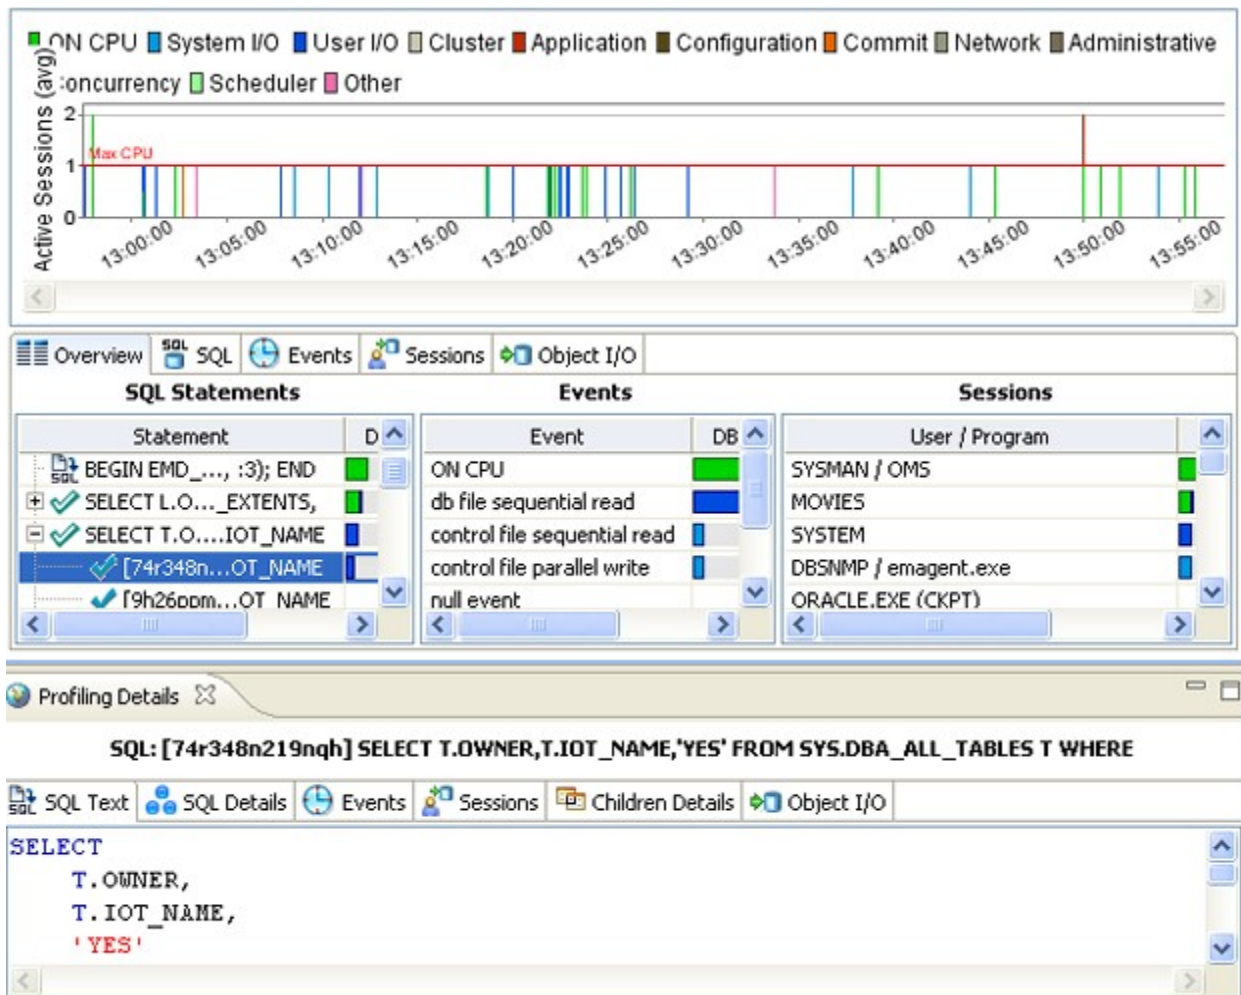 ON CPU System I/O User I/O Cluster Application Configuration Commit Network Administrative
:oncurrency Scheduler Other
Active Sessions (avg)
2
Max CPU
1
0
13:00:00 13:05:00 13:10:00 13:15:00 13:20:00 13:25:00 13:30:00 13:35:00 13:40:00 13:45:00 13:50:00 13:55:00
Overview SQL SQL Events Sessions Object I/O
SQL Statements Events Sessions
Statement D Event DB User / Program
SQL BEGIN EMD_..., :3); END ON CPU SYSMAN / OMS
SELECT L.O...._EXTENTS, db file sequential read MOVIES
SELECT T.O....IOT_NAME control file sequential read SYSTEM
[74r348n...OT_NAME control file parallel write DBSNMP / emagent.exe
[9h26ppm...OT_NAME null event ORACLE.EXE (CKPT)
Profiling Details
SQL: [74r348n219nqh] SELECT T.OWNER,T.IOT_NAME,'YES' FROM SYS.DBA_ALL_TABLES T WHERE
SQL SQL Text SQL Details Events Sessions Children Details Object I/O
SELECT
T.OWNER,
T.IOT_NAME,
'YES'